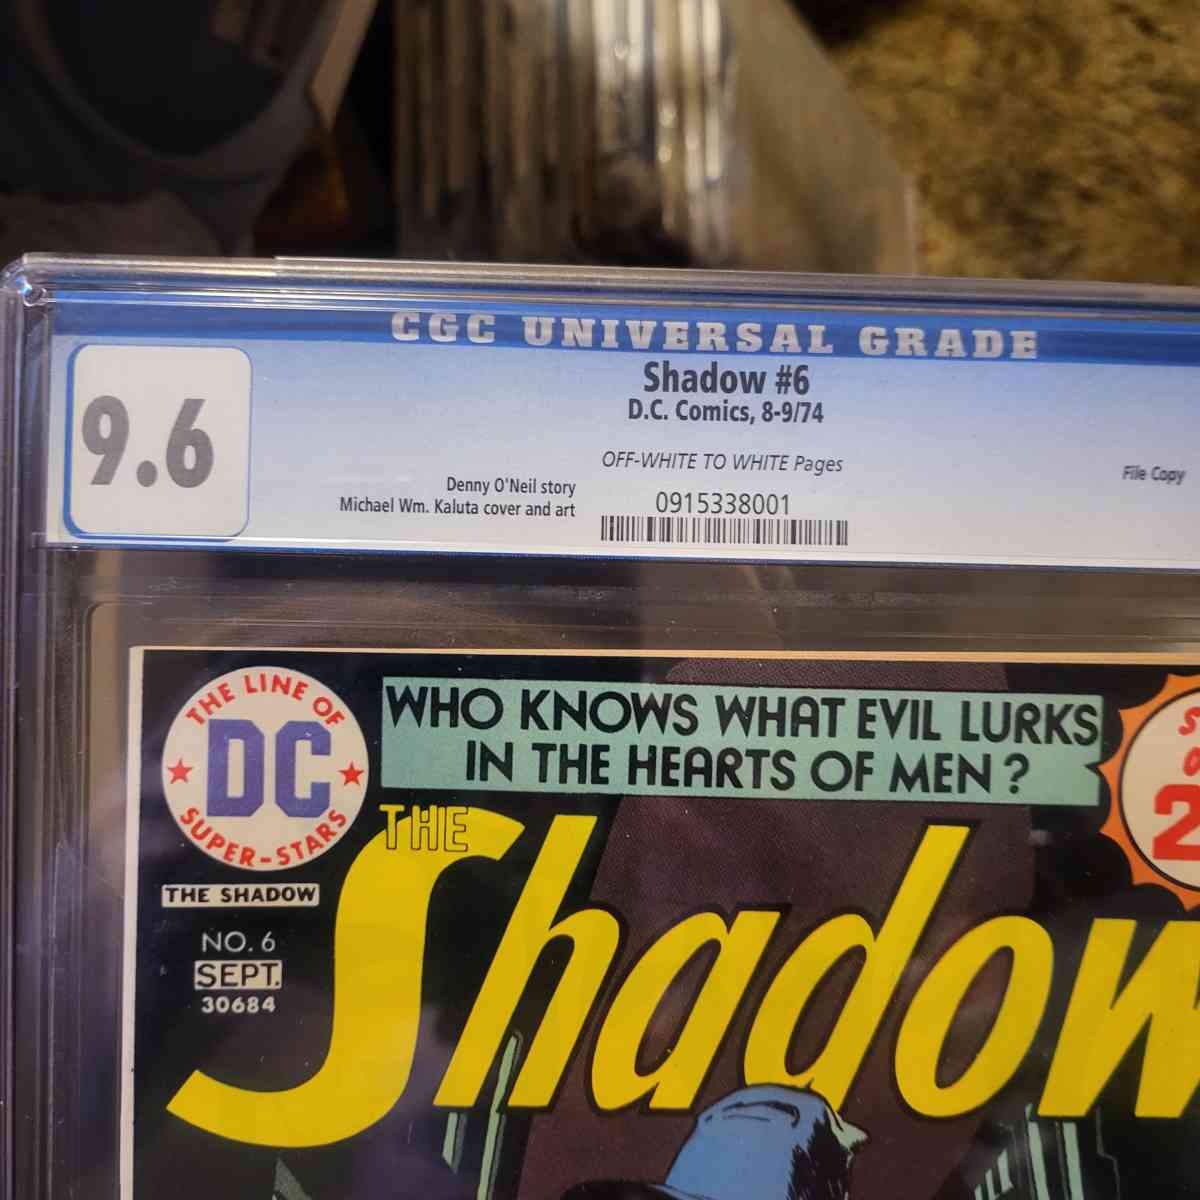 CGC UNIVERSAL GRADE
9.6
Shadow #6
D.C. Comics, 8-9/74
OFF-WHITE TO WHITE Pages
File Copy
Denny O'Neil story
Michael Wm. Kaluta cover and art
0915338001
THE LINE OF
DC
SUPER-STARS
WHO KNOWS WHAT EVIL LURKS
IN THE HEARTS OF MEN?
THE
Shadow
THE SHADOW
NO. 6
SEPT.
30684
2